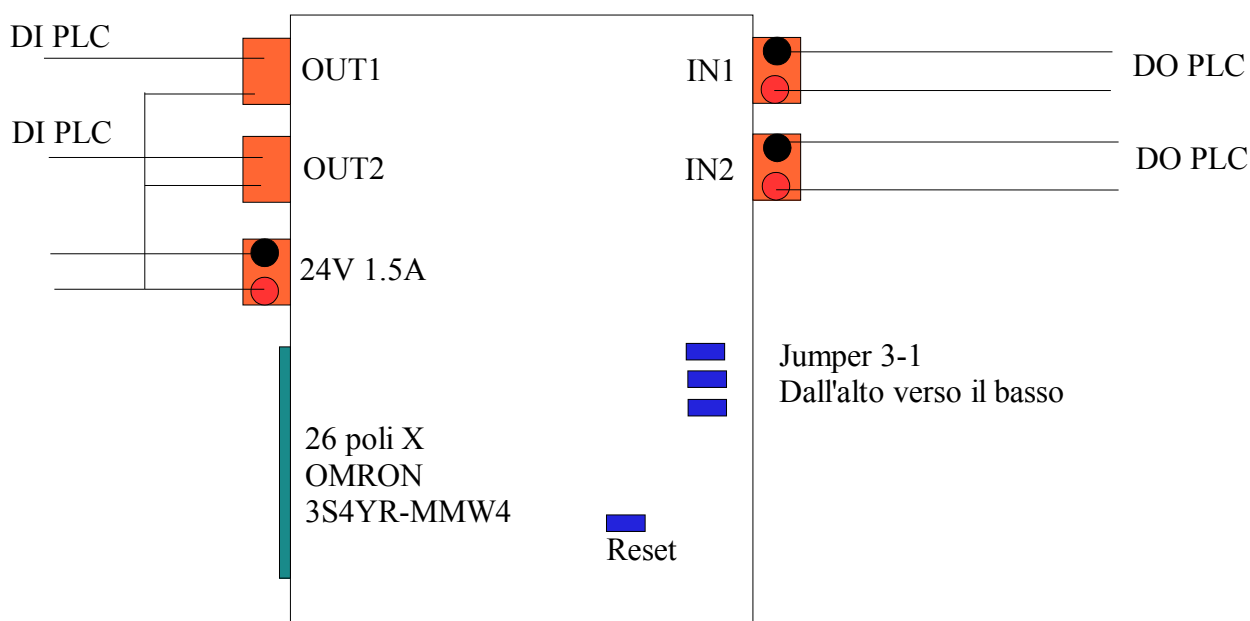 DI PLC
OUT1
IN1
DO PLC
DI PLC
OUT2
IN2
DO PLC
24V 1.5A
Jumper 3-1
Dall'alto verso il basso
26 poli X
OMRON
3S4YR-MMW4
Reset